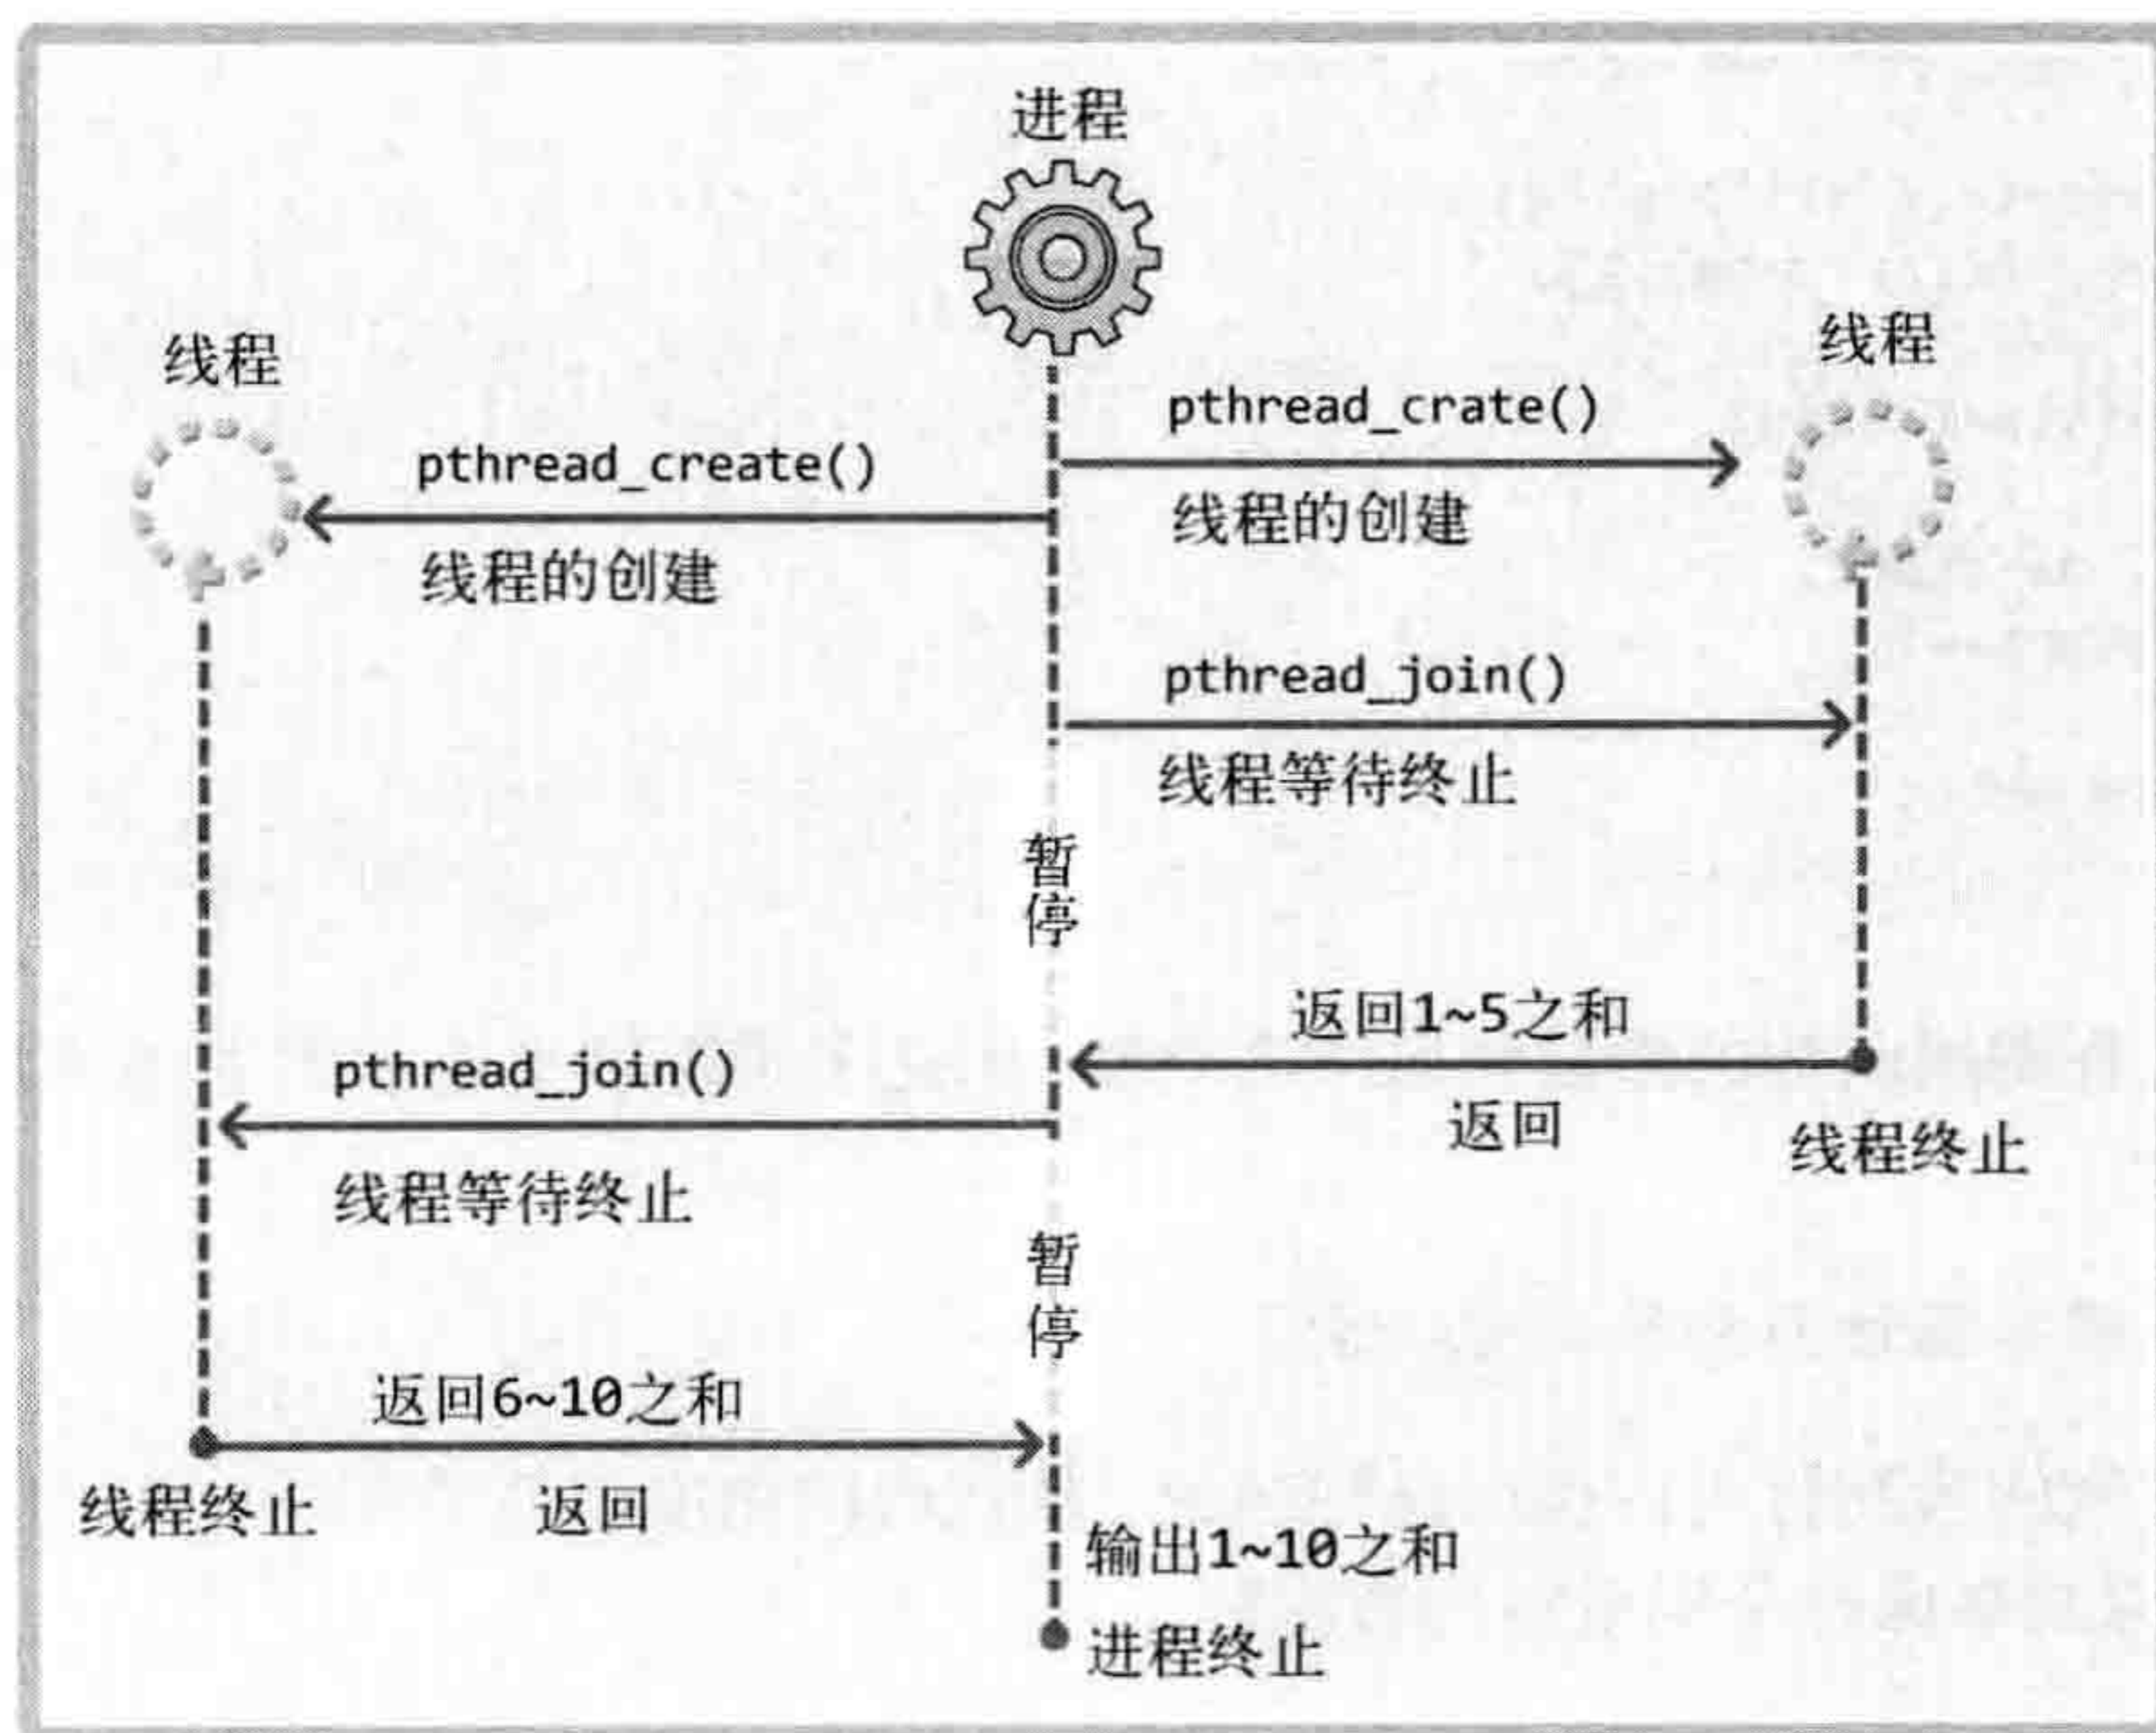 进程
线程
线程
pthread_crate()
pthread_create()
线程的创建
线程的创建
pthread_join()
线程等待终止
暂停
返回1~5之和
pthread_join()
返回
线程终止
线程等待终止
暂停
返回6~10之和
线程终止
返回
输出1~10之和
进程终止